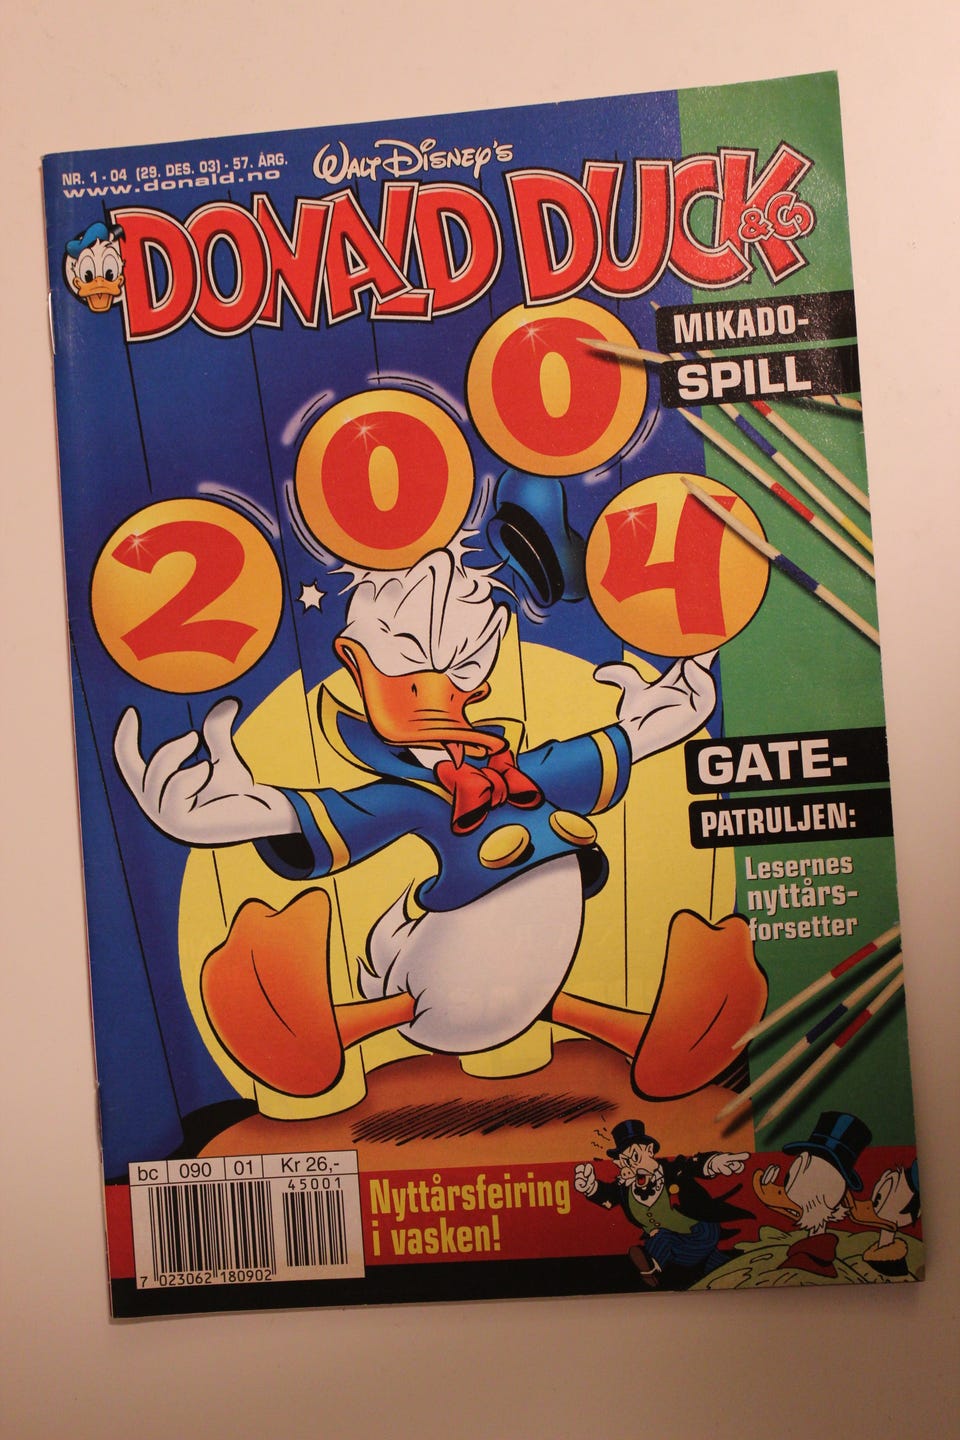 NR. 1 - 04 (29. DES. 03) - 57. ÅRG.
www.donald.no
WALT DISNEY'S
DONALD DUCK
& Co
MIKADO-
SPILL
2004
GATE-
PATRULJEN:
Lesernes
nyttårs-
forsetter
bc 090 01 Kr 26,-
45001
7 023062 180902
Nyttårsfeiring
i vasken!